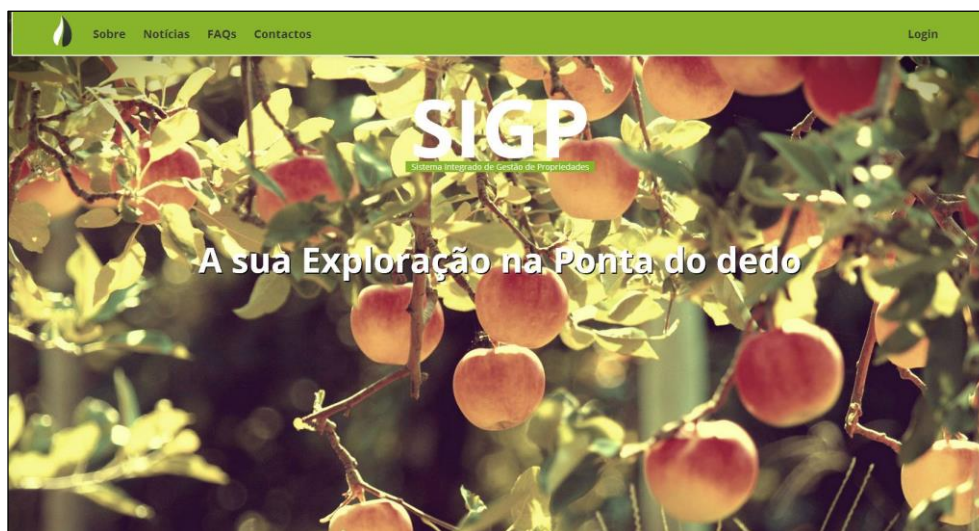 Sobre Notícias FAQs Contactos Login
SIGP
Sistema Integrado de Gestão de Propriedades
A sua Exploração na Ponta do dedo